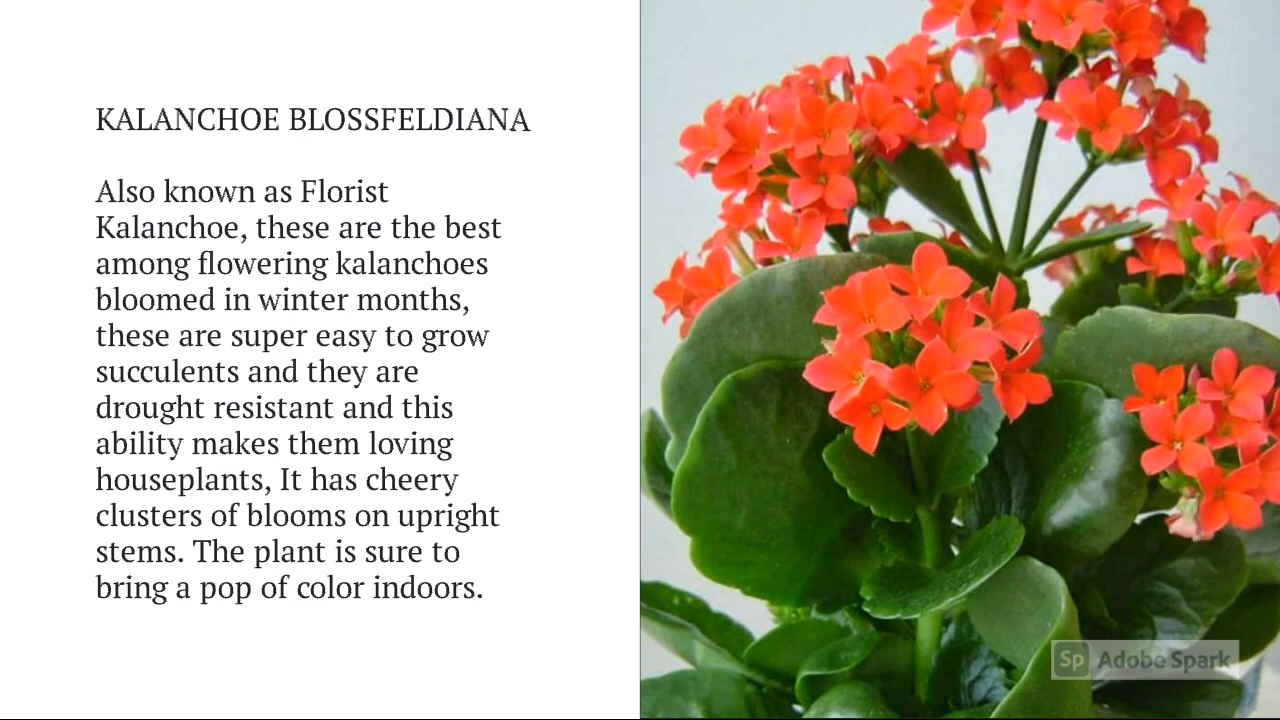 KALANCHOE BLOSSFELDIANA
Also known as Florist
Kalanchoe, these are the best
among flowering kalanchoes
bloomed in winter months,
these are super easy to grow
succulents and they are
drought resistant and this
ability makes them loving
houseplants, It has cheery
clusters of blooms on upright
stems. The plant is sure to
bring a pop of color indoors.
Sp Adobe Spark